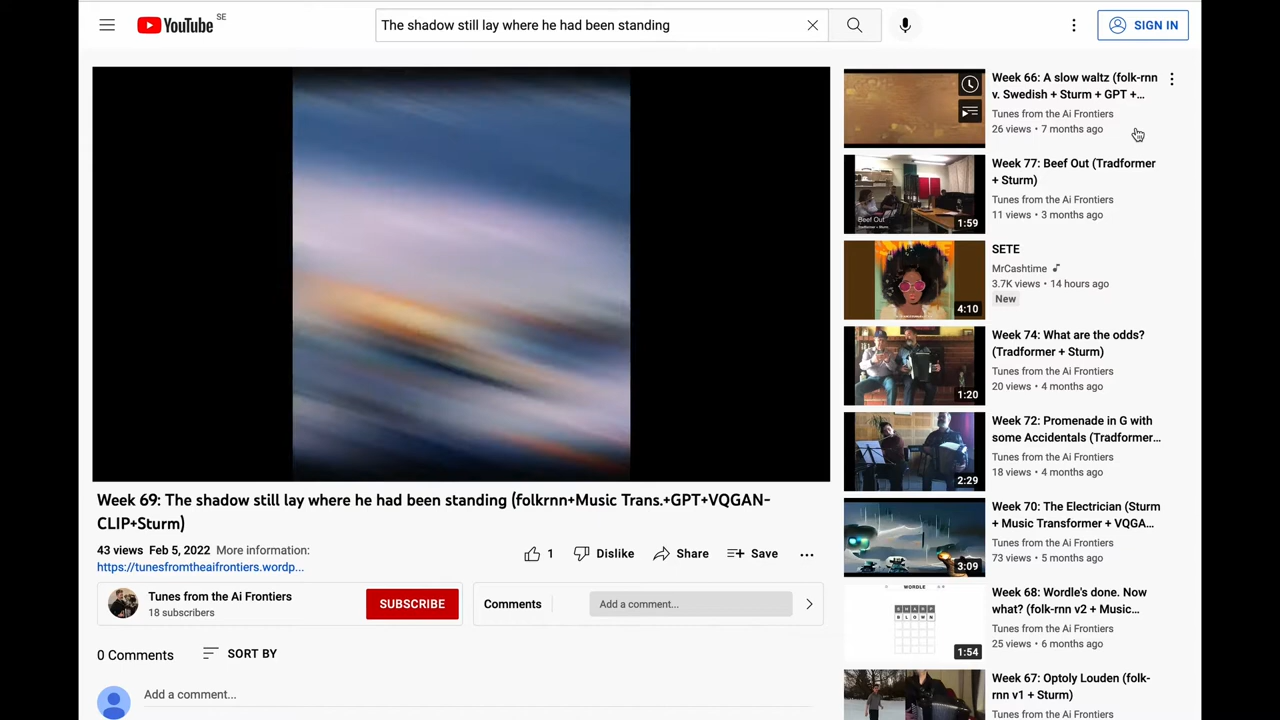 YouTube SE
The shadow still lay where he had been standing
SIGN IN
Week 69: The shadow still lay where he had been standing (folkrnn+Music Trans.+GPT+VQGAN-
CLIP+Sturm)
43 views Feb 5, 2022 More information:
https://tunesfromtheaifrontiers.wordp...
1
Dislike
Share
Save
Tunes from the Ai Frontiers
18 subscribers
SUBSCRIBE
Comments
Add a comment...
0 Comments
SORT BY
Add a comment...
Week 66: A slow waltz (folk-rnn
v. Swedish + Sturm + GPT +...
Tunes from the Ai Frontiers
26 views • 7 months ago
Beef Out
1:59
Week 77: Beef Out (Tradformer
+ Sturm)
Tunes from the Ai Frontiers
11 views • 3 months ago
4:10
SETE
MrCashtime
3.7K views • 14 hours ago
New
1:20
Week 74: What are the odds?
(Tradformer + Sturm)
Tunes from the Ai Frontiers
20 views • 4 months ago
2:29
Week 72: Promenade in G with
some Accidentals (Tradformer...
Tunes from the Ai Frontiers
18 views • 4 months ago
3:09
Week 70: The Electrician (Sturm
+ Music Transformer + VQGA...
Tunes from the Ai Frontiers
73 views • 5 months ago
WORDLE
1:54
Week 68: Wordle's done. Now
what? (folk-rnn v2 + Music...
Tunes from the Ai Frontiers
25 views • 6 months ago
Week 67: Optoly Louden (folk-
rnn v1 + Sturm)
Tunes from the Ai Frontiers